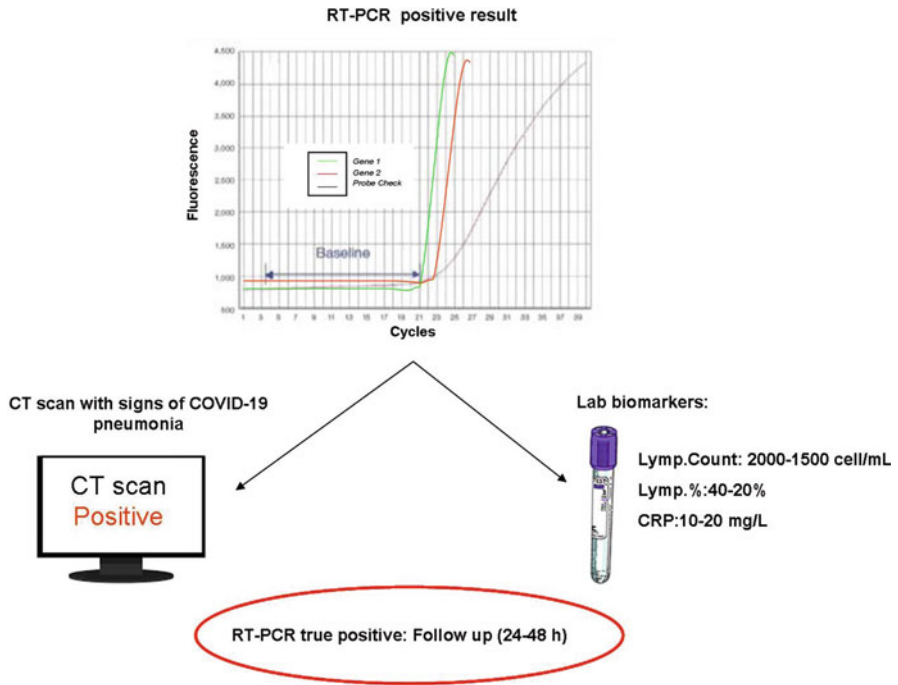 RT-PCR positive result
4,500
4,000
3,500
3,000
2,500
2,000
1,500
1,000
500
Fluorescence
Gene 1
Gene 2
Probe Check
Baseline
1 3 5 7 9 11 13 15 17 19 21 23 25 27 29 31 33 35 37 39
Cycles
CT scan with signs of COVID-19
pneumonia
CT scan
Positive
Lab biomarkers:
Lymp.Count: 2000-1500 cell/mL
Lymp.%:40-20%
CRP:10-20 mg/L
RT-PCR true positive: Follow up (24-48 h)